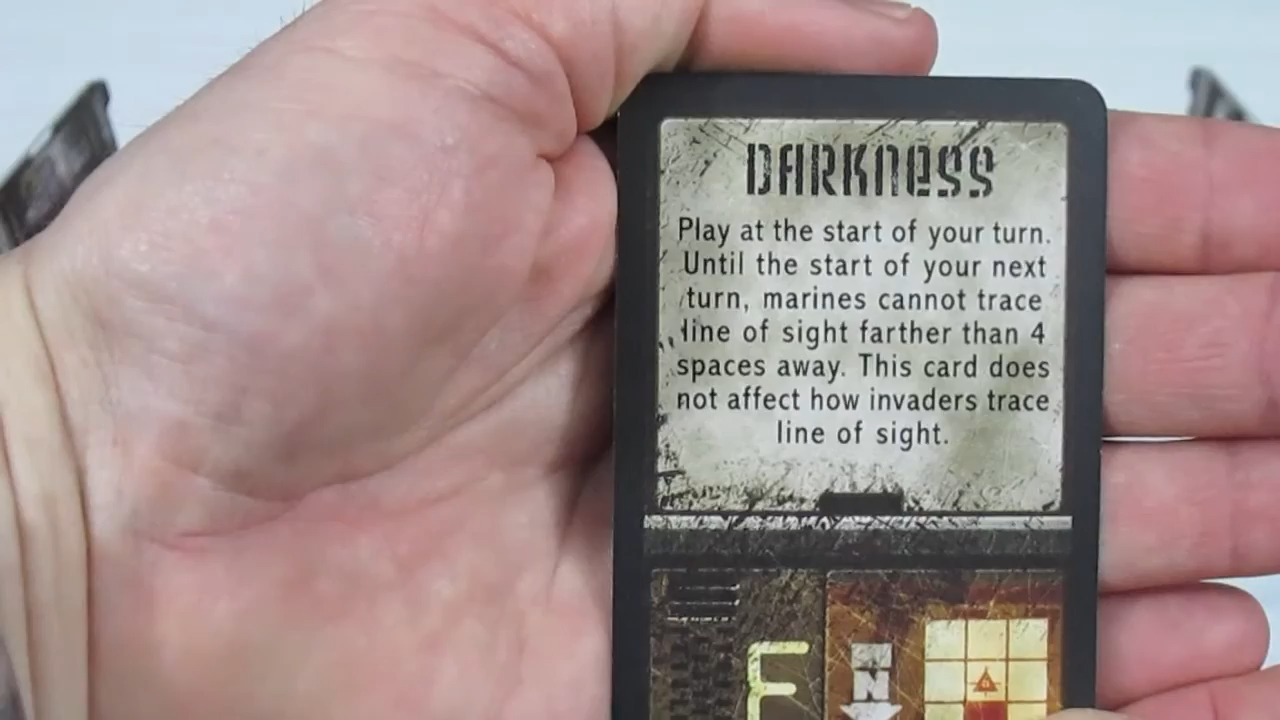 DARKNESS
Play at the start of your turn.
Until the start of your next
turn, marines cannot trace
line of sight farther than 4
spaces away. This card does
not affect how invaders trace
line of sight.
F
N